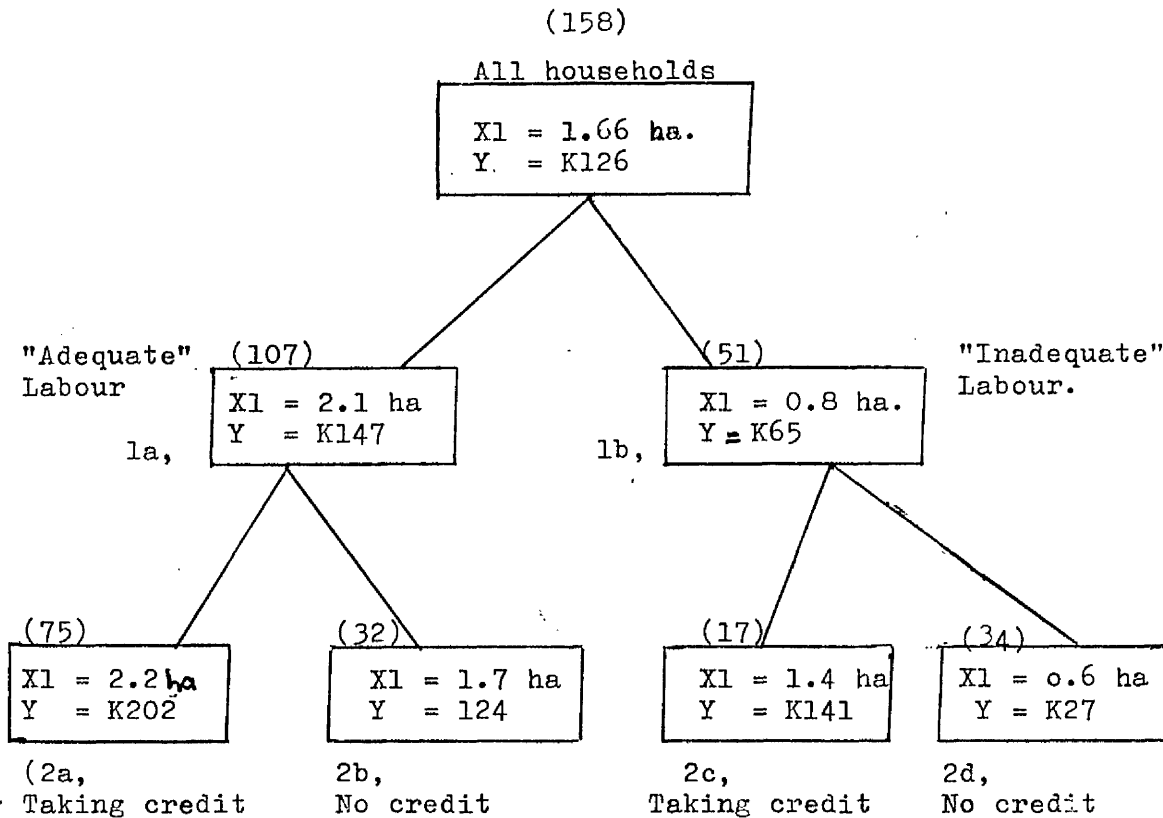 (158)
All households
X1 = 1.66 ha.
Y. = K126
"Adequate"
Labour
(107)
X1 = 2.1 ha
Y = K147
1a,
(51)
X1 = 0.8 ha.
Y = K65
1b,
"Inadequate"
Labour.
(75)
X1 = 2.2 ha
Y = K202
(2a,
Taking credit
(32)
X1 = 1.7 ha
Y = 124
2b,
No credit
(17)
X1 = 1.4 ha
Y = K141
2c,
Taking credit
(34)
X1 = o.6 ha
Y = K27
2d,
No credit